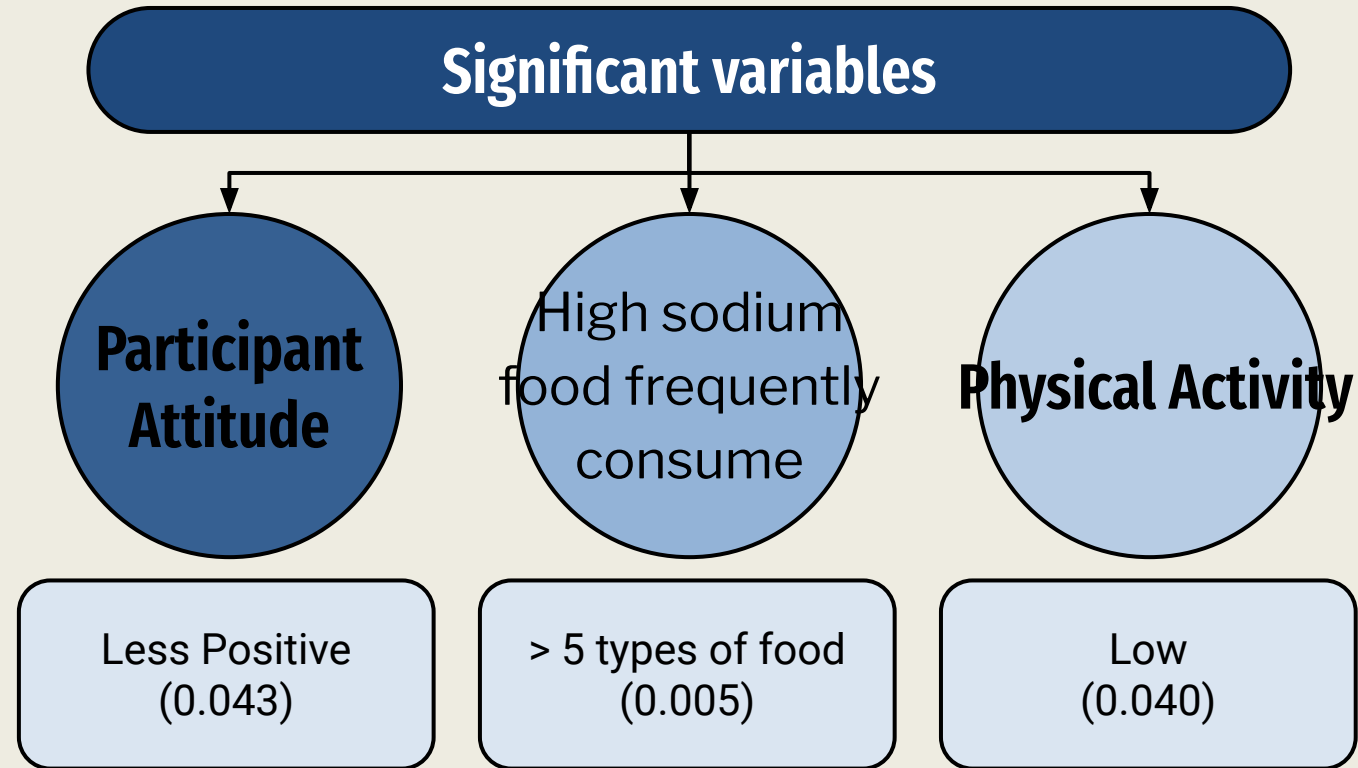 Significant variables
Participant
Attitude
High sodium
food frequently
consume
Physical Activity
Less Positive
(0.043)
> 5 types of food
(0.005)
Low
(0.040)